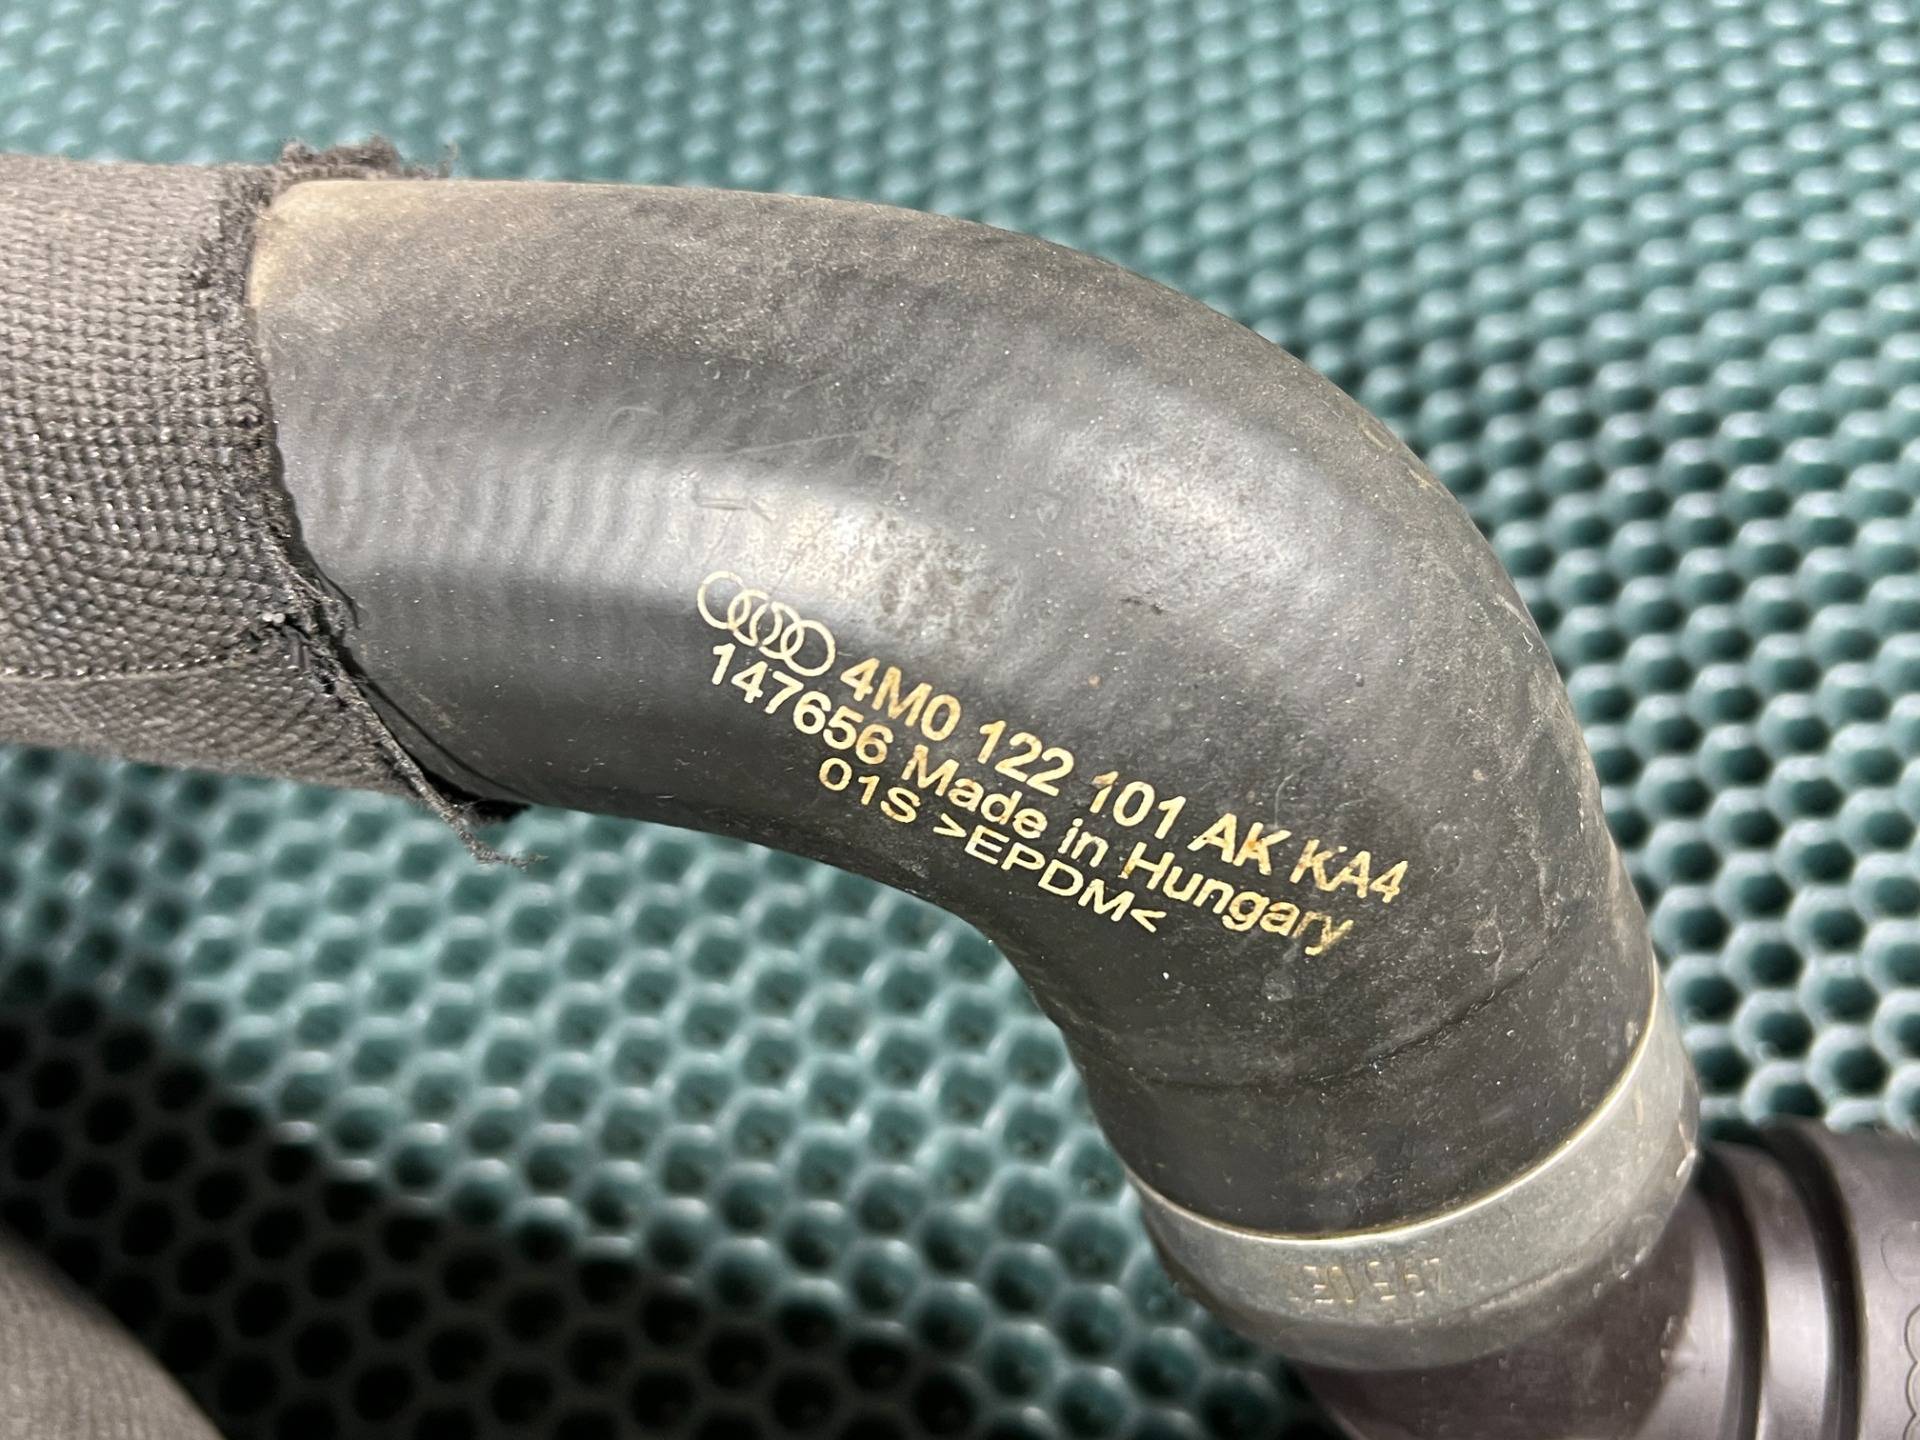 4M0 122 101 AK KA4
147656 Made in Hungary
01S >EPDM<